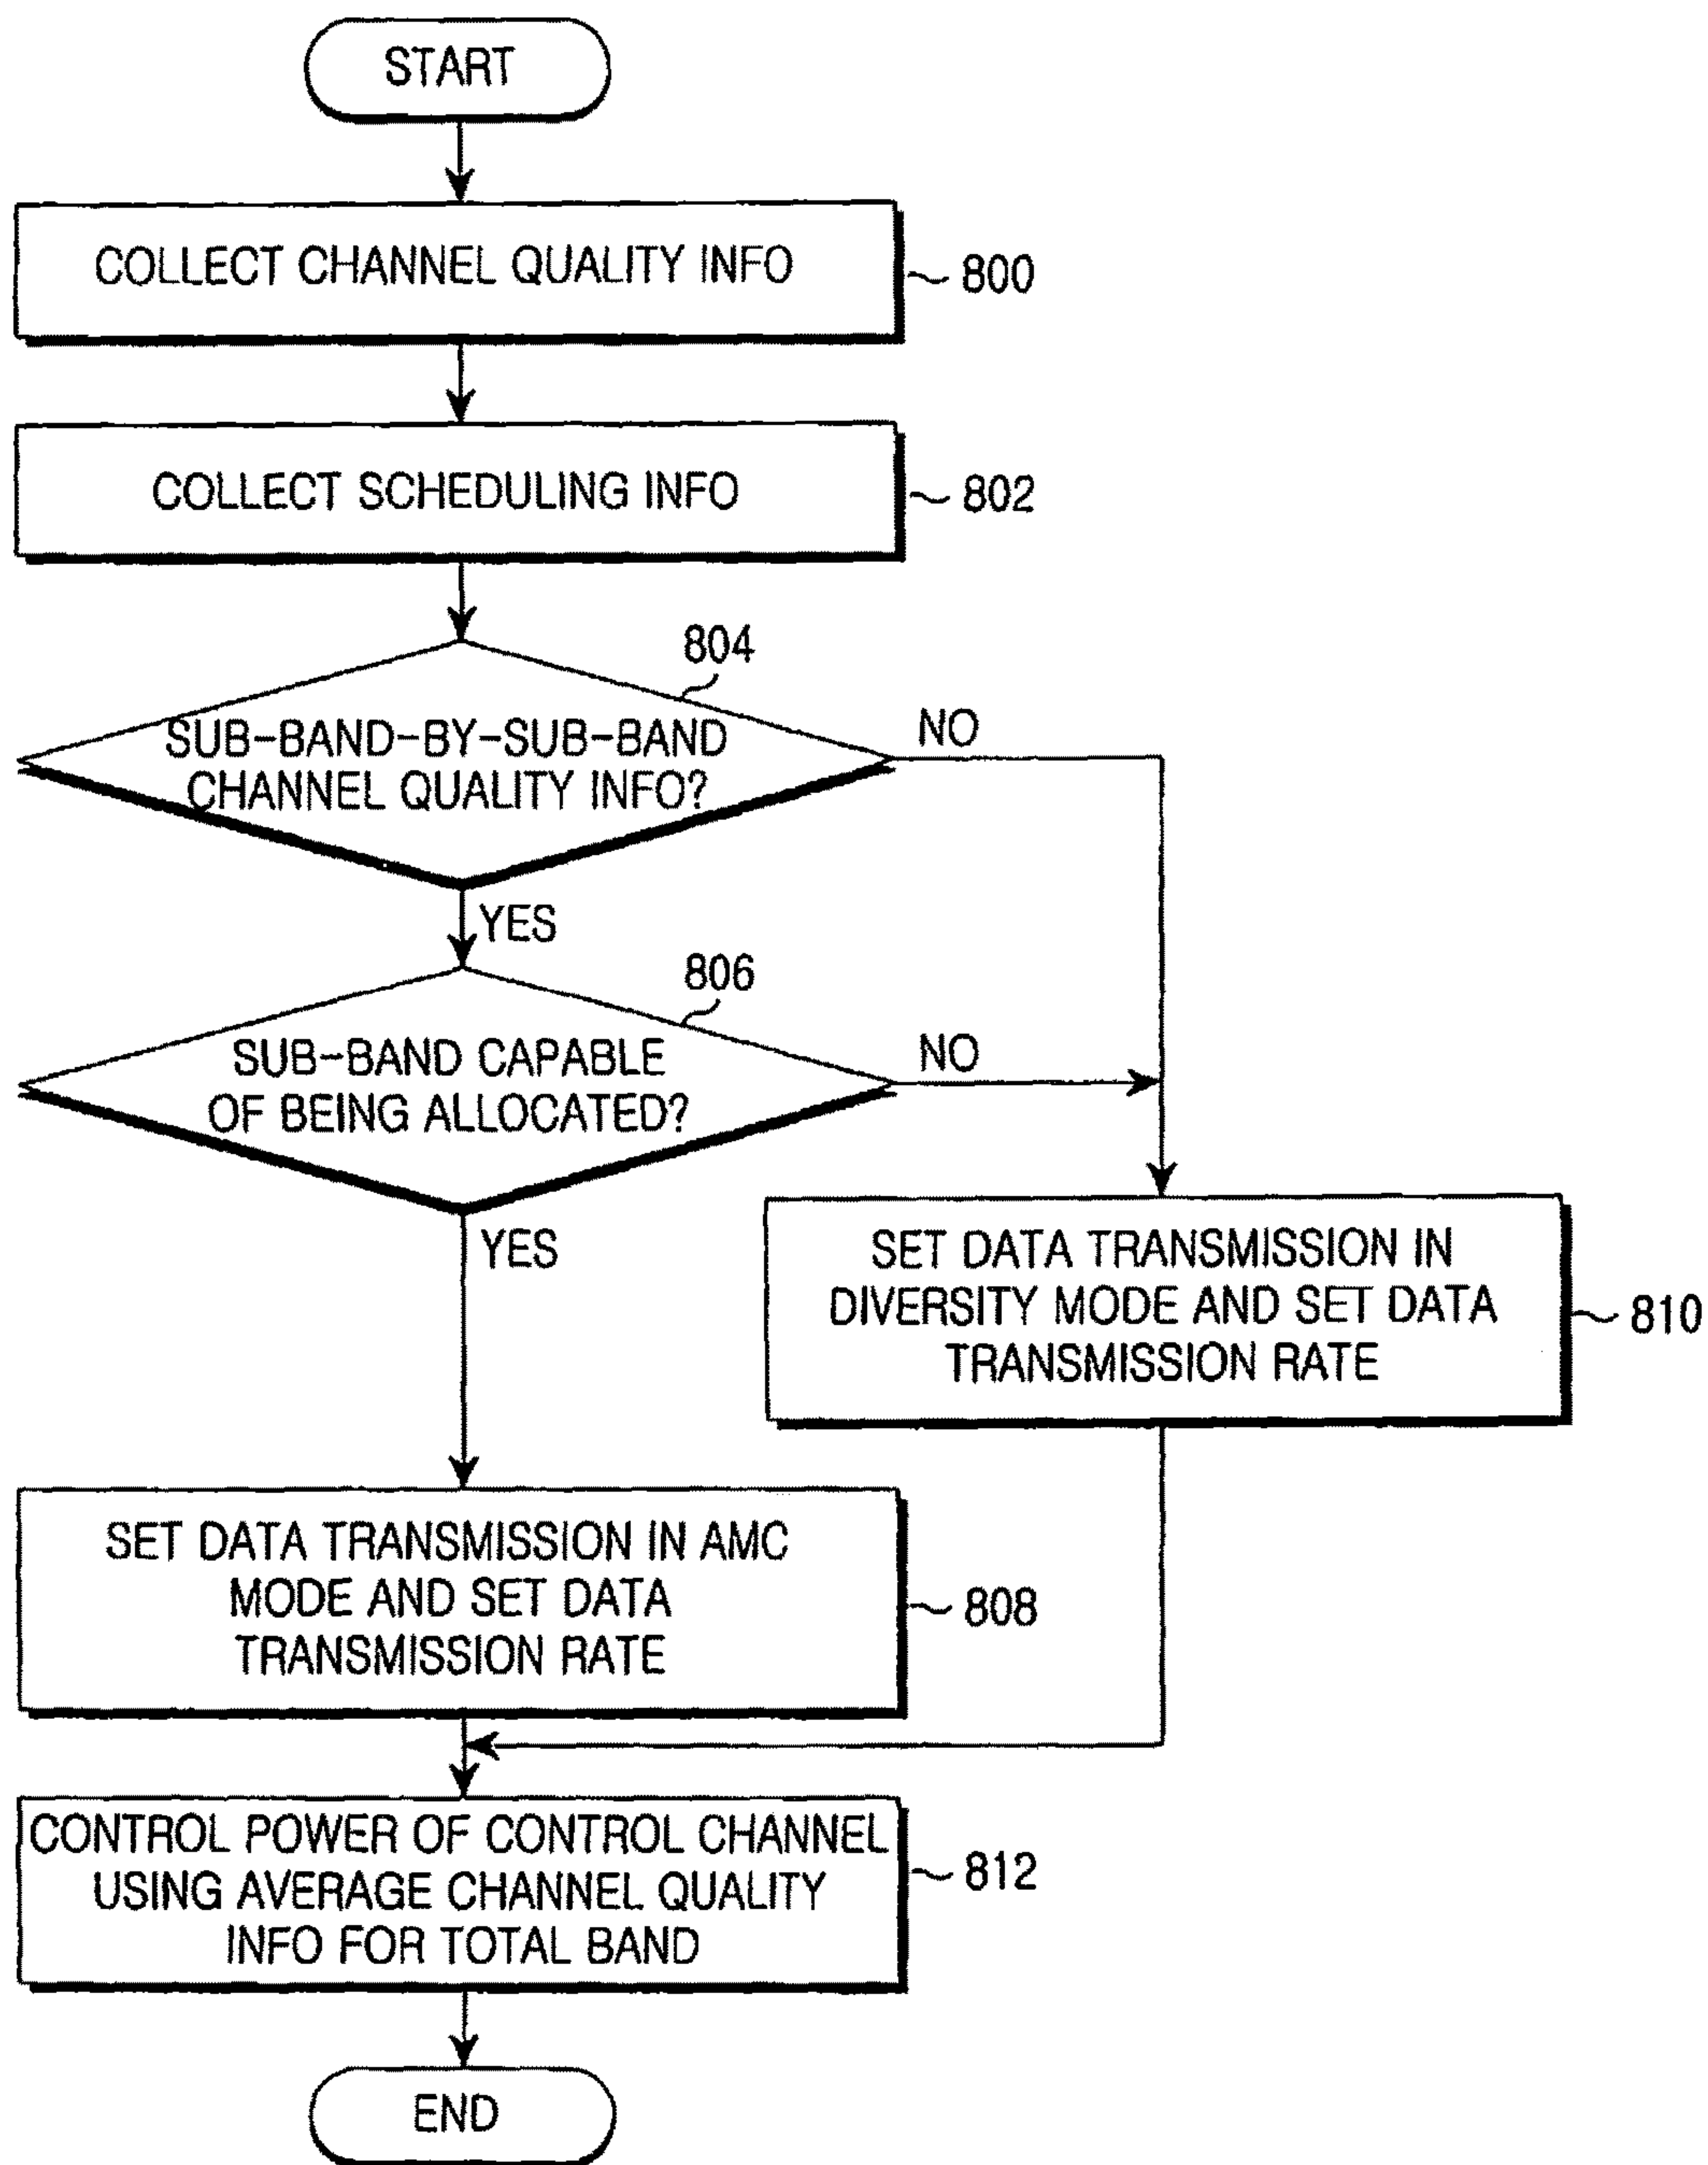 START
COLLECT CHANNEL QUALITY INFO
800
COLLECT SCHEDULING INFO
802
804
SUB-BAND-BY-SUB-BAND
CHANNEL QUALITY INFO?
NO
YES
806
SUB-BAND CAPABLE
OF BEING ALLOCATED?
NO
YES
SET DATA TRANSMISSION IN
DIVERSITY MODE AND SET DATA
TRANSMISSION RATE
810
SET DATA TRANSMISSION IN AMC
MODE AND SET DATA
TRANSMISSION RATE
808
CONTROL POWER OF CONTROL CHANNEL
USING AVERAGE CHANNEL QUALITY
INFO FOR TOTAL BAND
812
END